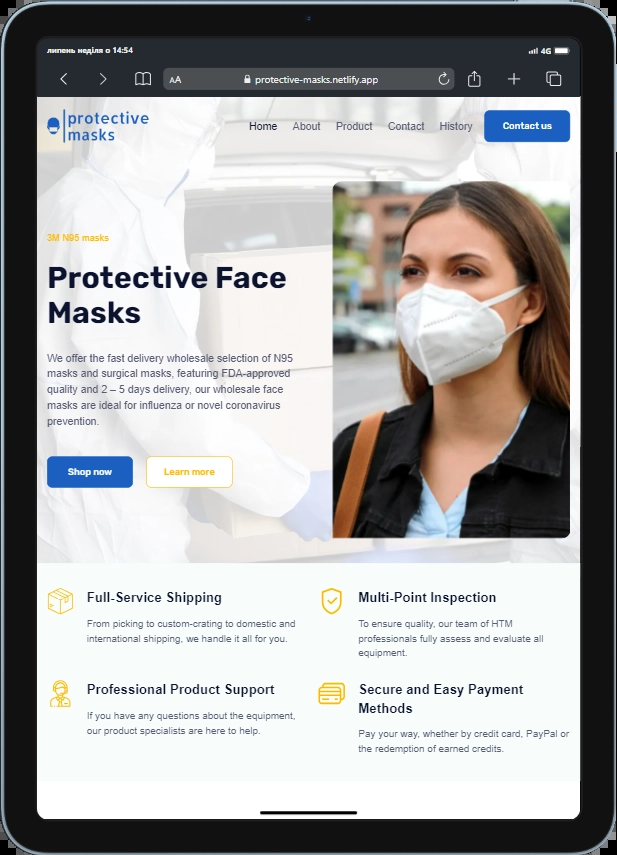 липень неділя о 14:54
4G
AA
protective-masks.netlify.app
protective
masks
Home
About
Product
Contact
History
Contact us
3M N95 masks
Protective Face
Masks
We offer the fast delivery wholesale selection of N95
masks and surgical masks, featuring FDA-approved
quality and 2 – 5 days delivery, our wholesale face
masks are ideal for influenza or novel coronavirus
prevention.
Shop now
Learn more
Full-Service Shipping
From picking to custom-crating to domestic and
international shipping, we handle it all for you.
Multi-Point Inspection
To ensure quality, our team of HTM
professionals fully assess and evaluate all
equipment.
Professional Product Support
If you have any questions about the equipment,
our product specialists are here to help.
Secure and Easy Payment
Methods
Pay your way, whether by credit card, PayPal or
the redemption of earned credits.